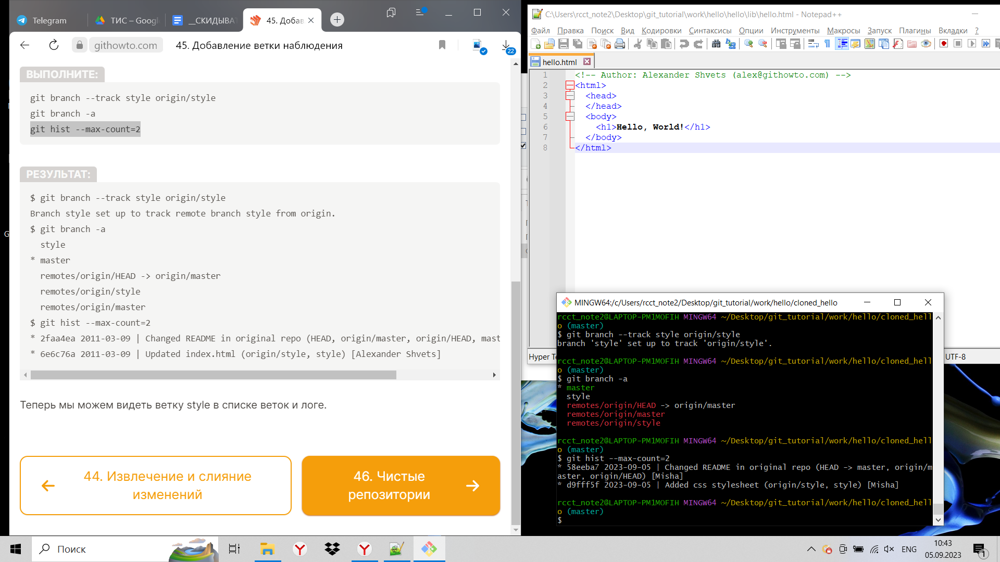 Telegram
ТИС – Googl
__СКИДЫВАТ
45. Добав
githowto.com
45. Добавление ветки наблюдения
22
ВЫПОЛНИТЕ:
git branch --track style origin/style
git branch -a
git hist --max-count=2
РЕЗУЛЬТАТ:
$ git branch --track style origin/style
Branch style set up to track remote branch style from origin.
$ git branch -a
style
* master
remotes/origin/HEAD -> origin/master
remotes/origin/style
remotes/origin/master
$ git hist --max-count=2
* 2faa4ea 2011-03-09 | Changed README in original repo (HEAD, origin/master, origin/HEAD, mast
* 6e6c76a 2011-03-09 | Updated index.html (origin/style, style) [Alexander Shvets]
Теперь мы можем видеть ветку style в списке веток и логе.
44. Извлечение и слияние
изменений
46. Чистые
репозитории
C:\Users\rcct_note2\Desktop\git_tutorial\work\hello\hello\lib\hello.html - Notepad++
Файл Правка Поиск Вид Кодировки Синтаксисы Опции Инструменты Макросы Запуск Плагины Вкладки ?
hello.html
1 <!-- Author: Alexander Shvets (alex@githowto.com) -->
2 <html>
3 <head>
4 </head>
5 <body>
6 <h1>Hello, World!</h1>
7 </body>
8 </html>
Hyper Te
UTF-8
MINGW64:/c/Users/rcct_note2/Desktop/git_tutorial/work/hello/cloned_hello
rcct_note2@LAPTOP-PM1MOFIH MINGW64 ~/Desktop/git_tutorial/work/hello/cloned_hell
o (master)
$ git branch --track style origin/style
branch 'style' set up to track 'origin/style'.
rcct_note2@LAPTOP-PM1MOFIH MINGW64 ~/Desktop/git_tutorial/work/hello/cloned_hell
o (master)
$ git branch -a
* master
style
remotes/origin/HEAD -> origin/master
remotes/origin/master
remotes/origin/style
rcct_note2@LAPTOP-PM1MOFIH MINGW64 ~/Desktop/git_tutorial/work/hello/cloned_hell
o (master)
$ git hist --max-count=2
* 58eeba7 2023-09-05 | Changed README in original repo (HEAD -> master, origin/m
aster, origin/HEAD) [Misha]
* d9fff5f 2023-09-05 | Added css stylesheet (origin/style, style) [Misha]
rcct_note2@LAPTOP-PM1MOFIH MINGW64 ~/Desktop/git_tutorial/work/hello/cloned_hell
o (master)
$
Поиск
ENG
10:43
05.09.2023
1